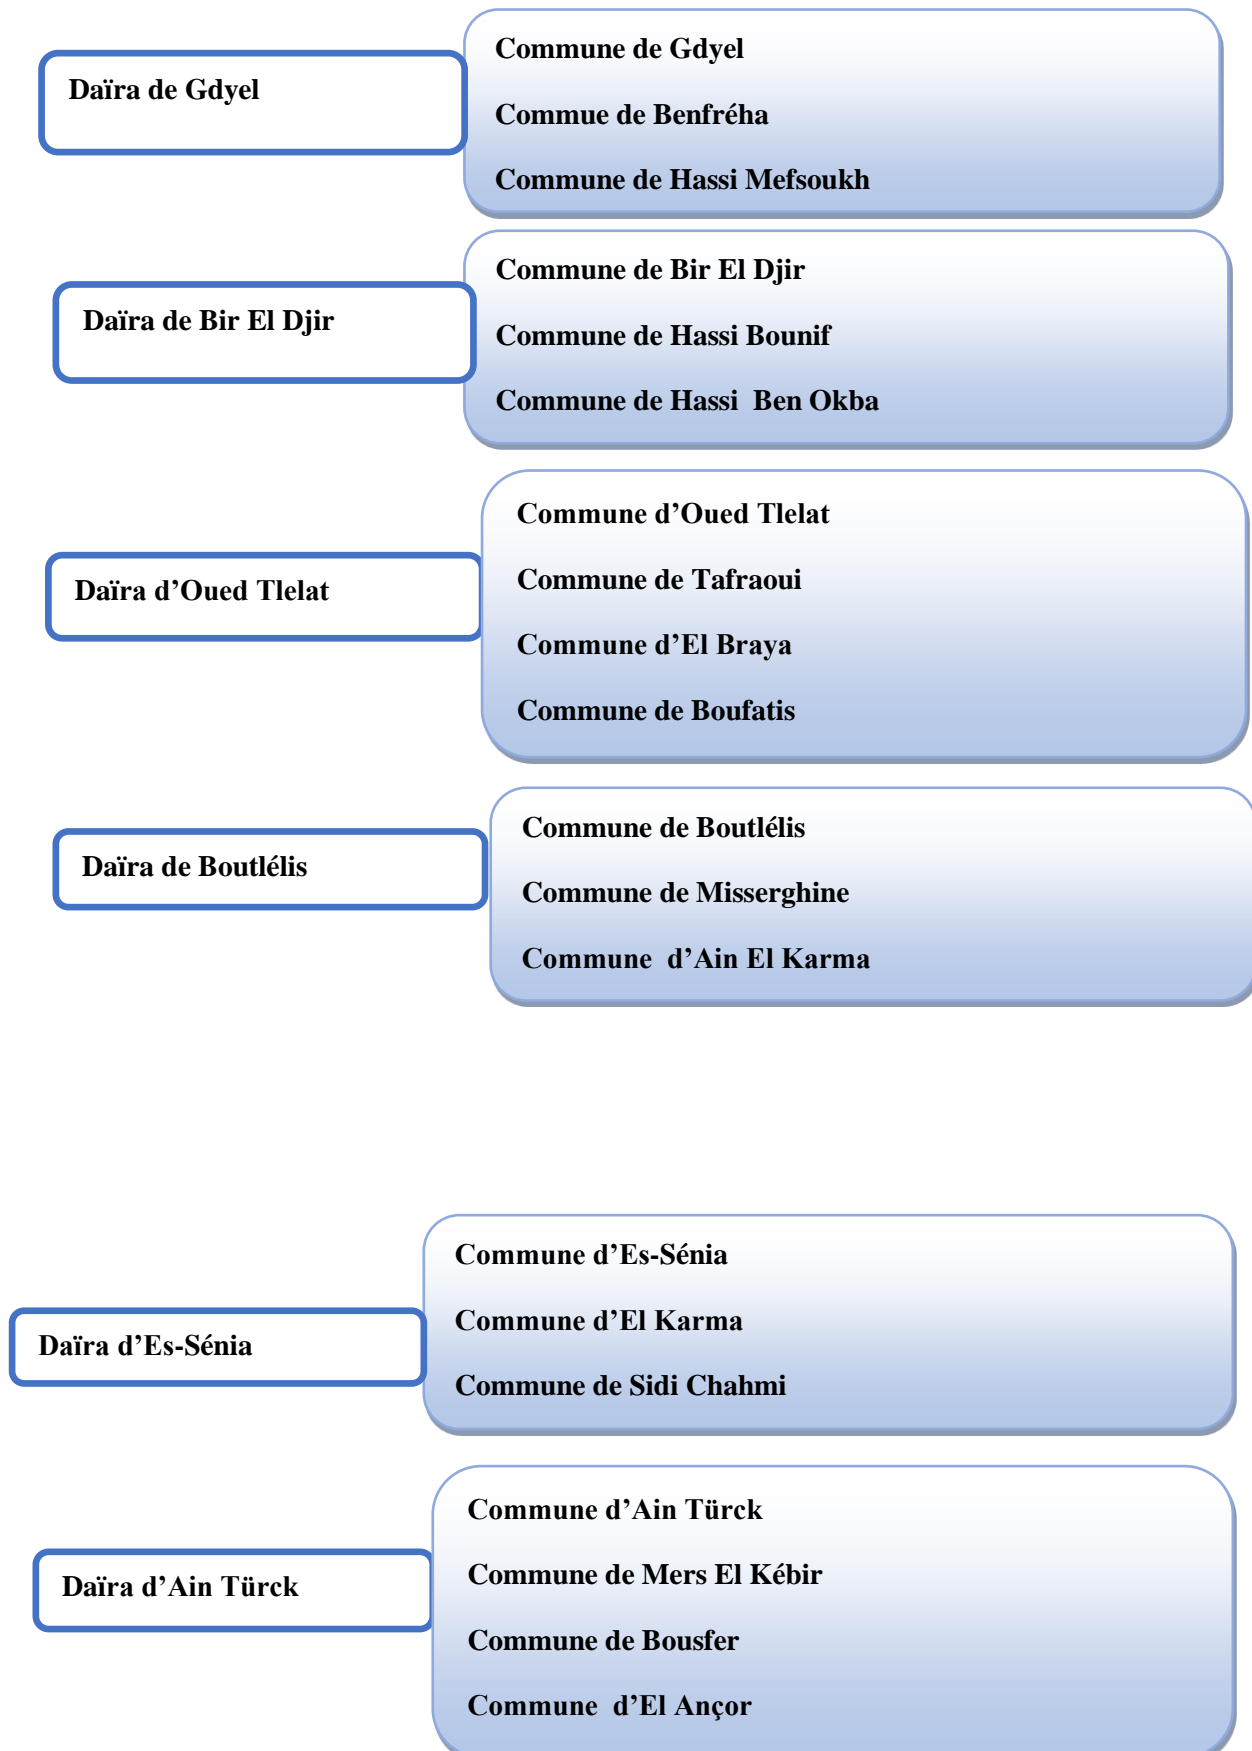 Daïra de Gdyel
Commune de Gdyel
Commue de Benfréha
Commune de Hassi Mefsoukh
Daïra de Bir El Djir
Commune de Bir El Djir
Commune de Hassi Bounif
Commune de Hassi  Ben Okba
Daïra d’Oued Tlelat
Commune d’Oued Tlelat
Commune de Tafraoui
Commune d’El Braya
Commune de Boufatis
Daïra de Boutlélis
Commune de Boutlélis
Commune de Misserghine
Commune  d’Ain El Karma
Daïra d’Es-Sénia
Commune d’Es-Sénia
Commune d’El Karma
Commune de Sidi Chahmi
Daïra d’Ain Türck
Commune d’Ain Türck
Commune de Mers El Kébir
Commune de Bousfer
Commune  d’El Ançor